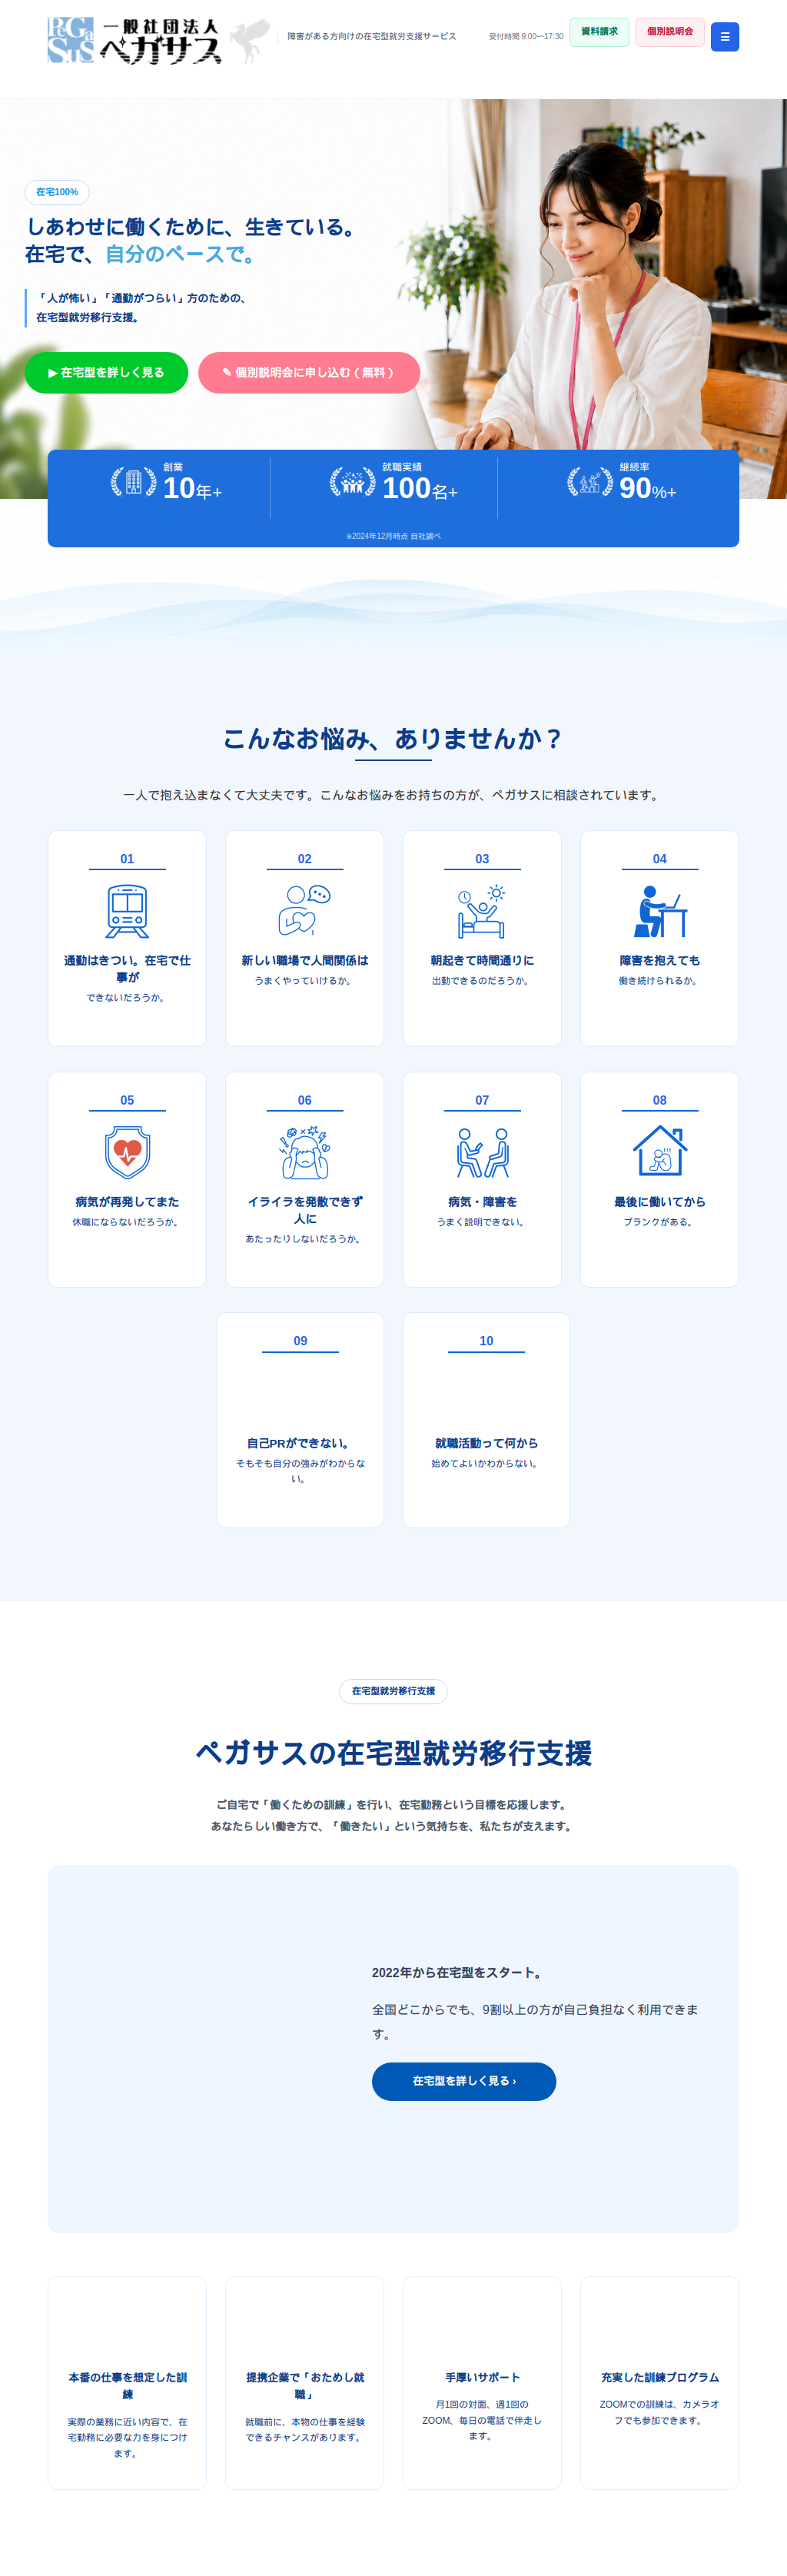 PeGaSuS
一般社団法人
ペガサス
障害がある方向けの在宅型就労支援サービス
受付時間 9:00〜17:30
資料請求
個別説明会
在宅100%
しあわせに働くために、生きている。
在宅で、自分のペースで。
「人が怖い」「通勤がつらい」方のための、
在宅型就労移行支援。
▶ 在宅型を詳しく見る
✎ 個別説明会に申し込む（無料）
創業
10年+
就職実績
100名+
継続率
90%+
※2024年12月時点 自社調べ
こんなお悩み、ありませんか？
一人で抱え込まなくて大丈夫です。こんなお悩みをお持ちの方が、ペガサスに相談されています。
01
通勤はきつい。在宅で仕
事が
できないだろうか。
02
新しい職場で人間関係は
うまくやっていけるか。
03
朝起きて時間通りに
出勤できるのだろうか。
04
障害を抱えても
働き続けられるか。
05
病気が再発してまた
休職にならないだろうか。
06
イライラを発散できず
人に
あたったりしないだろうか。
07
病気・障害を
うまく説明できない。
08
最後に働いてから
ブランクがある。
09
自己PRができない。
そもそも自分の強みがわからな
い。
10
就職活動って何から
始めてよいかわからない。
在宅型就労移行支援
ペガサスの在宅型就労移行支援
ご自宅で「働くための訓練」を行い、在宅勤務という目標を応援します。
あなたらしい働き方で、「働きたい」という気持ちを、私たちが支えます。
2022年から在宅型をスタート。
全国どこからでも、9割以上の方が自己負担なく利用できま
す。
在宅型を詳しく見る ›
本番の仕事を想定した訓
練
実際の業務に近い内容で、在
宅勤務に必要な力を身につけ
ます。
提携企業で「おためし就
職」
就職前に、本物の仕事を経験
できるチャンスがあります。
手厚いサポート
月1回の対面、週1回の
ZOOM、毎日の電話で伴走し
ます。
充実した訓練プログラム
ZOOMでの訓練は、カメラオ
フでも参加できます。